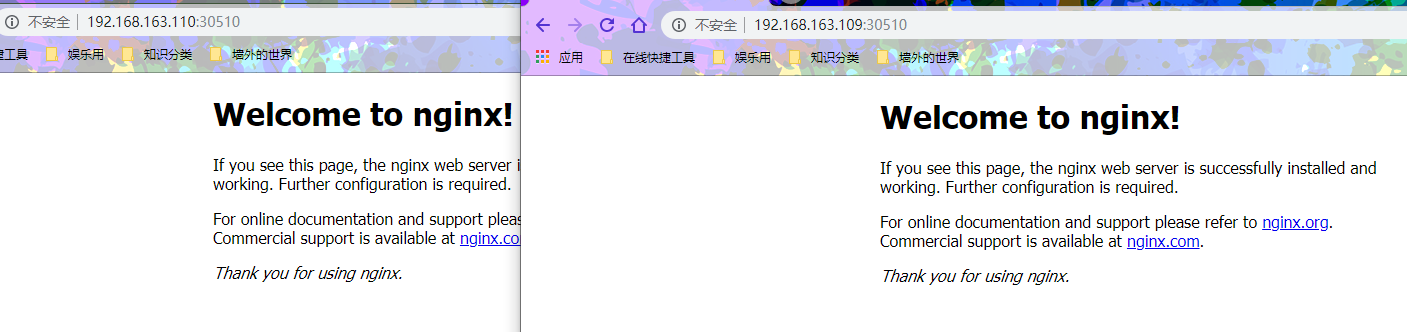 不安全 192.168.163.110:30510
捷工具 娱乐用 知识分类 墙外的世界
Welcome to nginx!
If you see this page, the nginx web server i
working. Further configuration is required.
For online documentation and support pleas
Commercial support is available at nginx.co
Thank you for using nginx.
不安全 192.168.163.109:30510
应用 在线快捷工具 娱乐用 知识分类 墙外的世界
Welcome to nginx!
If you see this page, the nginx web server is successfully installed and
working. Further configuration is required.
For online documentation and support please refer to nginx.org.
Commercial support is available at nginx.com.
Thank you for using nginx.